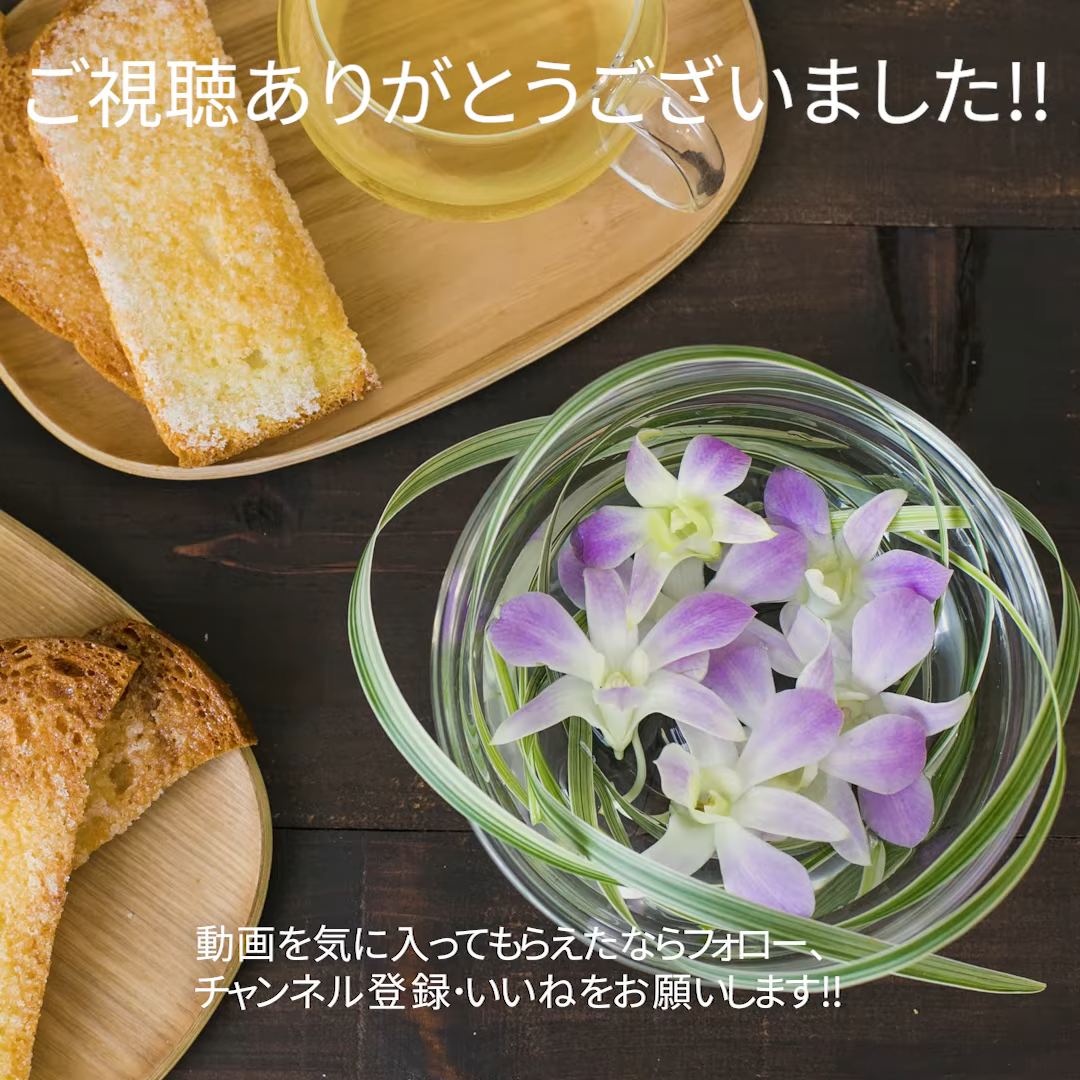 ご視聴ありがとうございました!!
動画を気に入ってもらえたならフォロー、
チャンネル登録・いいねをお願いします!!